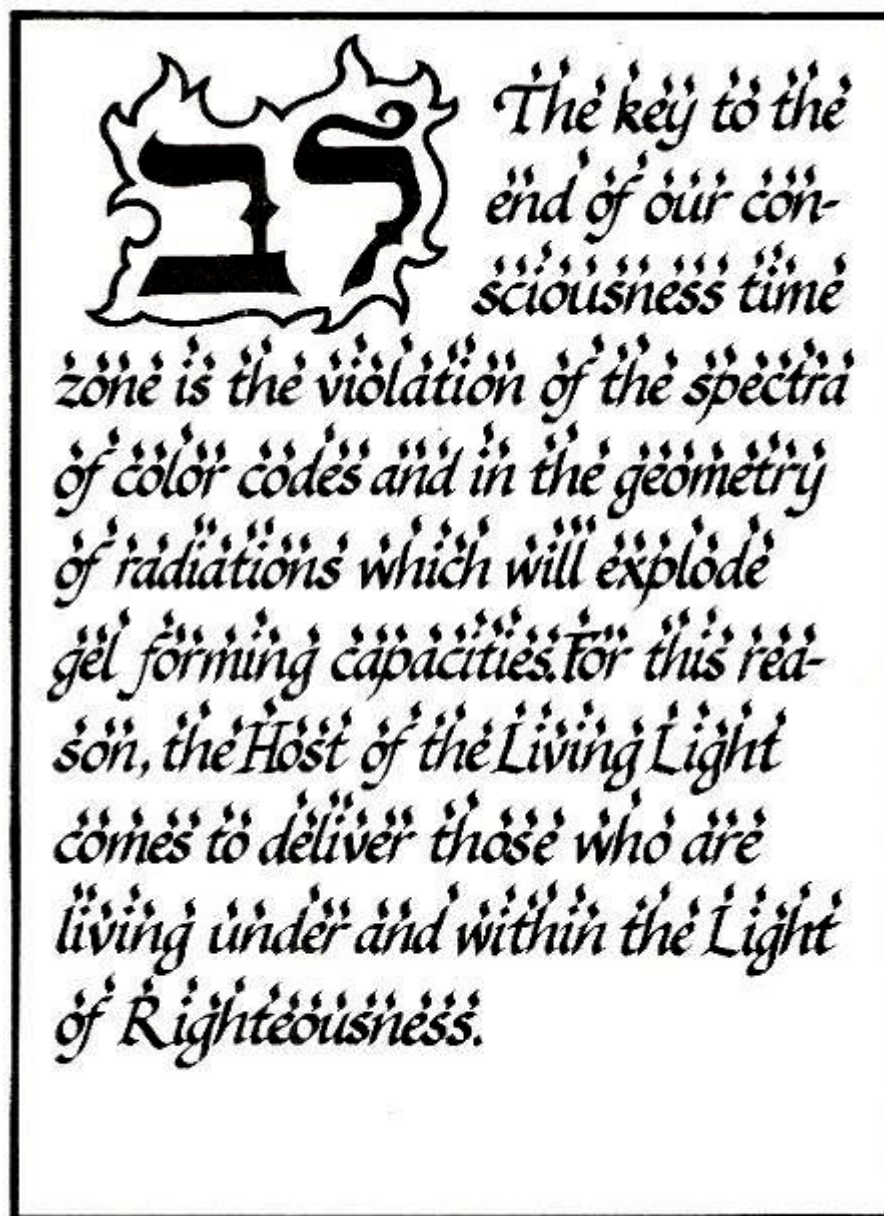 לב
The key to the
end of our con-
sciousness time
zone is the violation of the spectra
of color codes and in the geometry
of radiations which will explode
gel forming capacities. For this rea-
son, the Host of the Living Light
comes to deliver those who are
living under and within the Light
of Righteousness.